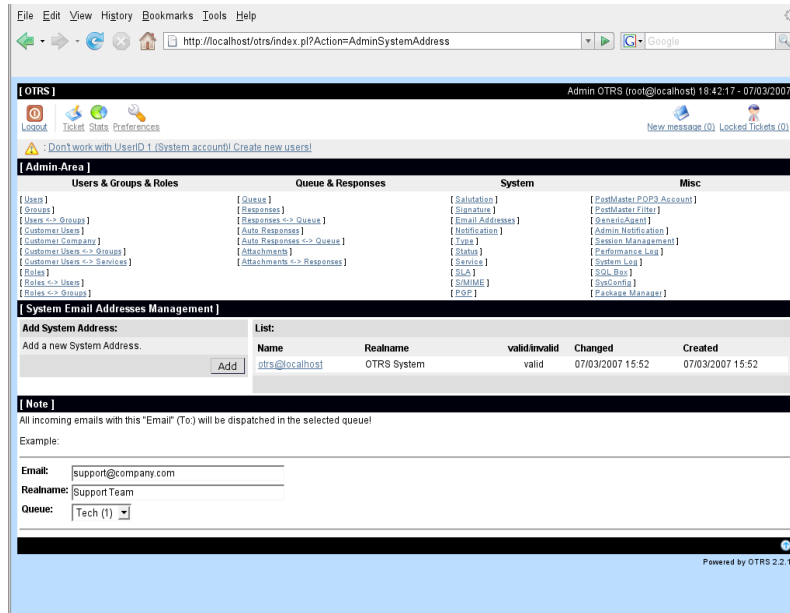 File Edit View History Bookmarks Tools Help
http://localhost/otrs/index.pl?Action=AdminSystemAddress
G Google
[ OTRS ] Admin OTRS (root@localhost) 18:42:17 - 07/03/2007
Logout Ticket Stats Preferences New message (0) Locked Tickets (0)
: Don't work with UserID 1 (System account)! Create new users!
[ Admin-Area ]
Users & Groups & Roles Queue & Responses System Misc
[ Users ] [ Queue ] [ Salutation ] [ PostMaster POP3 Account ]
[ Groups ] [ Responses ] [ Signature ] [ PostMaster Filter ]
[ Users <-> Groups ] [ Responses <-> Queue ] [ Email Addresses ] [ GenericAgent ]
[ Customer Users ] [ Auto Responses ] [ Notification ] [ Admin Notification ]
[ Customer Company ] [ Auto Responses <-> Queue ] [ Type ] [ Session Management ]
[ Customer Users <-> Groups ] [ Attachments ] [ Status ] [ Performance Log ]
[ Customer Users <-> Services ] [ Attachments <-> Responses ] [ Service ] [ System Log ]
[ Roles ] [ SLA ] [ SQL Box ]
[ Roles <-> Users ] [ S/MIME ] [ SysConfig ]
[ Roles <-> Groups ] [ PGP ] [ Package Manager ]
[ System Email Addresses Management ]
Add System Address: List:
Add a new System Address. Name Realname valid/invalid Changed Created
Add otrs@localhost OTRS System valid 07/03/2007 15:52 07/03/2007 15:52
[ Note ]
All incoming emails with this "Email" (To:) will be dispatched in the selected queue!
Example:
Email: support@company.com
Realname: Support Team
Queue: Tech (1)
Powered by OTRS 2.2.1